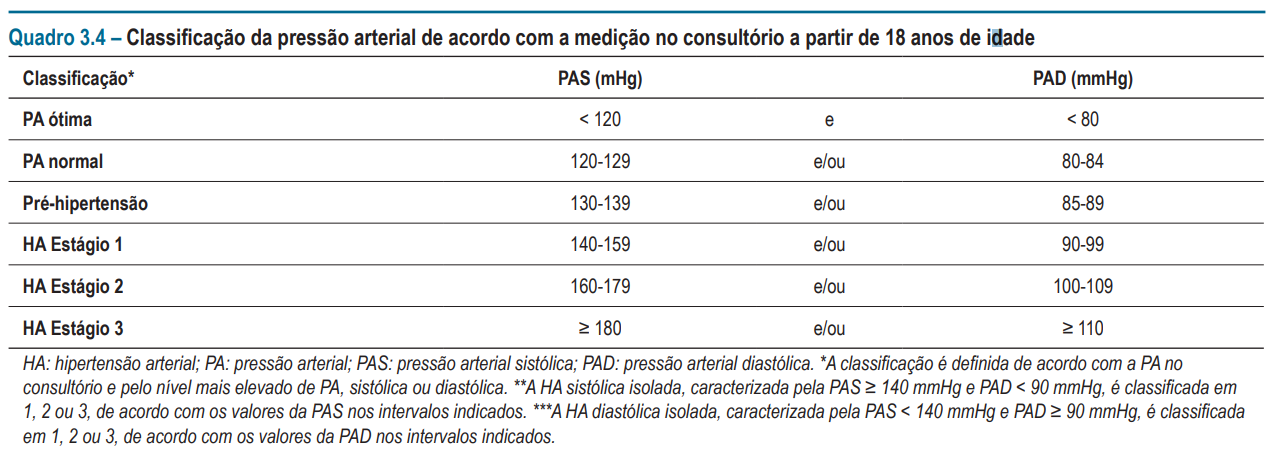 Quadro 3.4 – Classificação da pressão arterial de acordo com a medição no consultório a partir de 18 anos de idade
Classificação* PAS (mHg) PAD (mmHg)
PA ótima < 120 e < 80
PA normal 120-129 e/ou 80-84
Pré-hipertensão 130-139 e/ou 85-89
HA Estágio 1 140-159 e/ou 90-99
HA Estágio 2 160-179 e/ou 100-109
HA Estágio 3 ≥ 180 e/ou ≥ 110
HA: hipertensão arterial; PA: pressão arterial; PAS: pressão arterial sistólica; PAD: pressão arterial diastólica. *A classificação é definida de acordo com a PA no
consultório e pelo nível mais elevado de PA, sistólica ou diastólica. **A HA sistólica isolada, caracterizada pela PAS ≥ 140 mmHg e PAD < 90 mmHg, é classificada em
1, 2 ou 3, de acordo com os valores da PAS nos intervalos indicados. ***A HA diastólica isolada, caracterizada pela PAS < 140 mmHg e PAD ≥ 90 mmHg, é classificada
em 1, 2 ou 3, de acordo com os valores da PAD nos intervalos indicados.